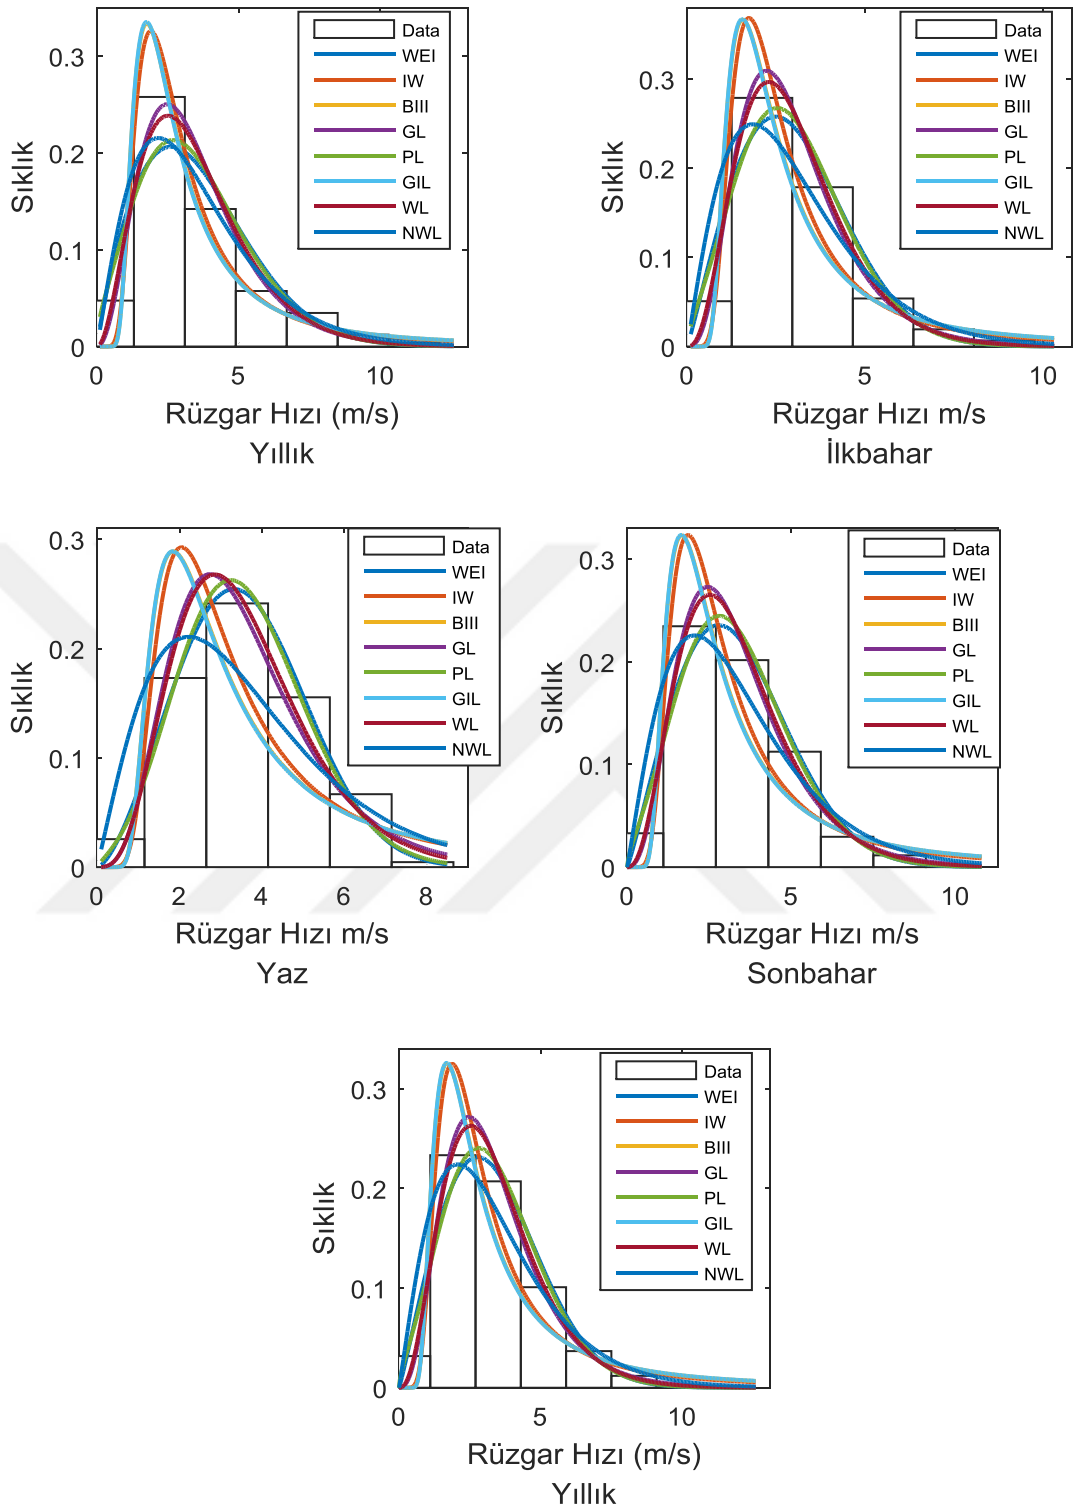 0.3
0.2
0.1
0
Sıklık
0
5
10
Rüzgar Hızı (m/s)
Yıllık
Data
WEI
IW
BIII
GL
PL
GIL
WL
NWL
0.3
0.2
0.1
0
Sıklık
0
5
10
Rüzgar Hızı m/s
İlkbahar
Data
WEI
IW
BIII
GL
PL
GIL
WL
NWL
0.3
0.2
0.1
0
Sıklık
0
2
4
6
8
Rüzgar Hızı m/s
Yaz
Data
WEI
IW
BIII
GL
PL
GIL
WL
NWL
0.3
0.2
0.1
0
Sıklık
0
5
10
Rüzgar Hızı m/s
Sonbahar
Data
WEI
IW
BIII
GL
PL
GIL
WL
NWL
0.3
0.2
0.1
0
Sıklık
0
5
10
Rüzgar Hızı (m/s)
Yıllık
Data
WEI
IW
BIII
GL
PL
GIL
WL
NWL